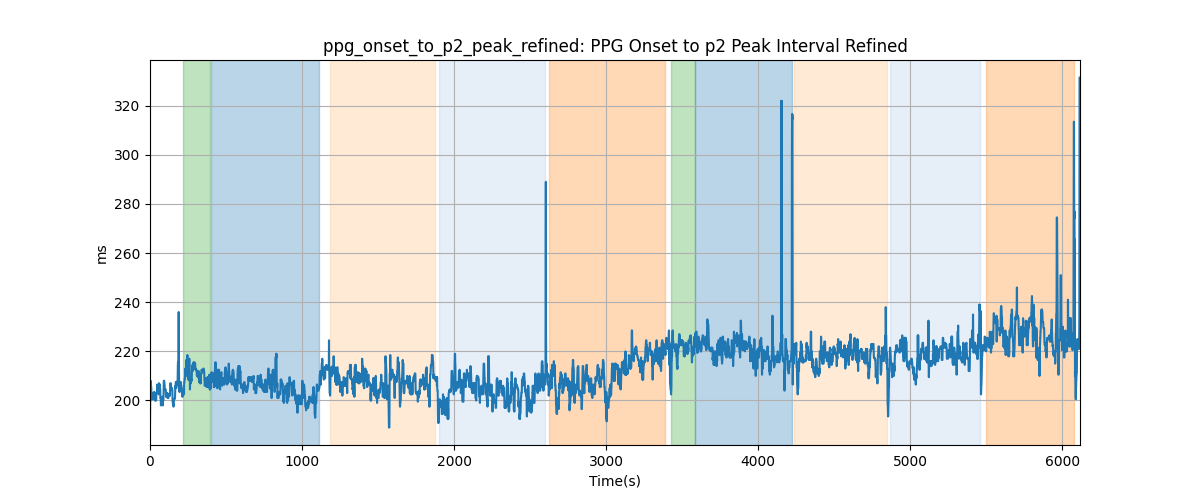 ppg_onset_to_p2_peak_refined: PPG Onset to p2 Peak Interval Refined
320
300
280
260
240
220
200
ms
0 1000 2000 3000 4000 5000 6000
Time(s)